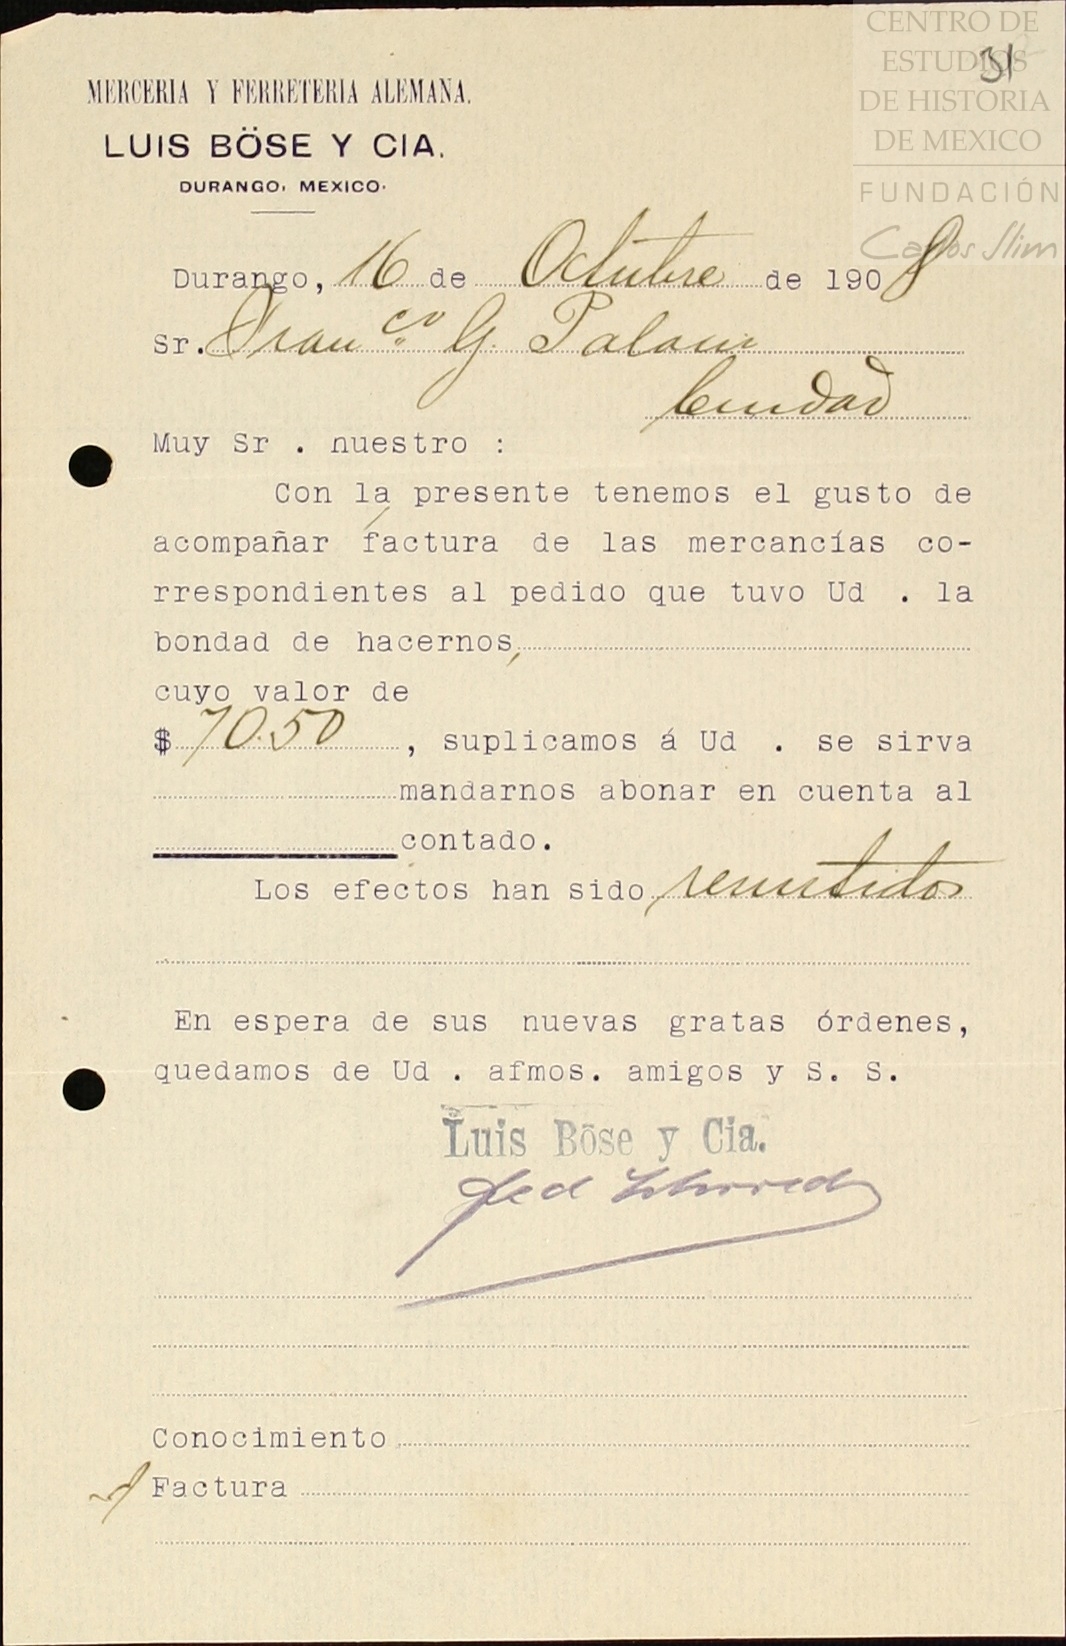 CENTRO DE
ESTUDIOS
DE HISTORIA
DE MEXICO
FUNDACIÓN
Carlos Slim
31
MERCERIA Y FERRETERIA ALEMANA.
LUIS BÖSE Y CIA.
DURANGO, MEXICO.
Durango, 16 de Octubre de 1908
Sr. Franco. G. Palacio
Ciudad
Muy Sr . nuestro :
Con la presente tenemos el gusto de
acompañar factura de las mercancías co-
rrespondientes al pedido que tuvo Ud . la
bondad de hacernos,
cuyo valor de
$ 70.50 , suplicamos á Ud . se sirva
mandarnos abonar en cuenta al
contado.
Los efectos han sido remitidos
En espera de sus nuevas gratas órdenes,
quedamos de Ud . afmos. amigos y S. S.
Luis Böse y Cia.
Conocimiento
1 Factura